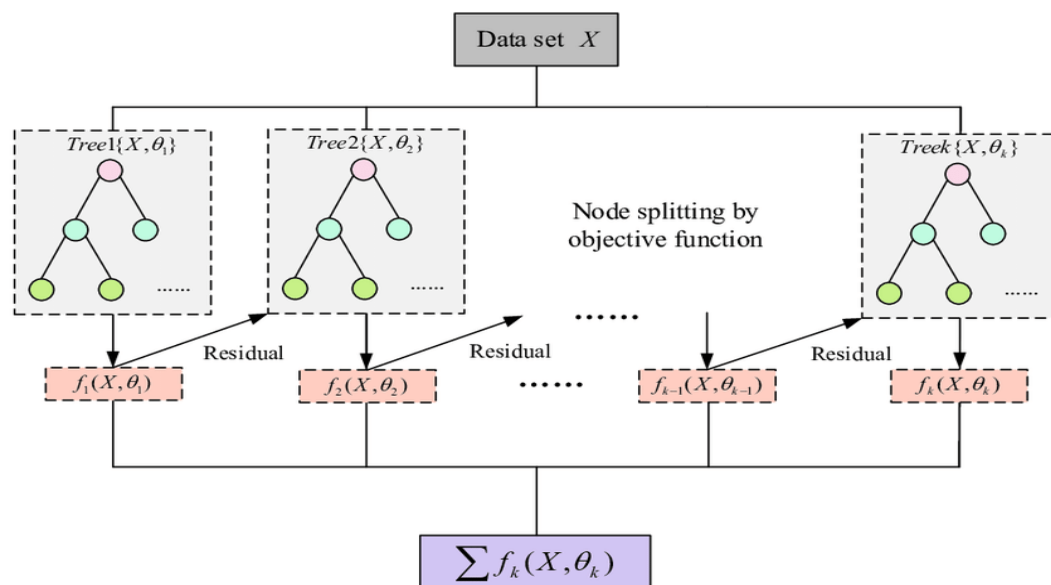 Data set X
Tree1{X,θ₁}
Tree2{X,θ₂}
Treek{X,θₖ}
Node splitting by
objective function
......
......
......
......
Residual
Residual
Residual
......
f₁(X,θ₁)
f₂(X,θ₂)
fₖ₋₁(X,θₖ₋₁)
fₖ(X,θₖ)
∑fₖ(X,θₖ)